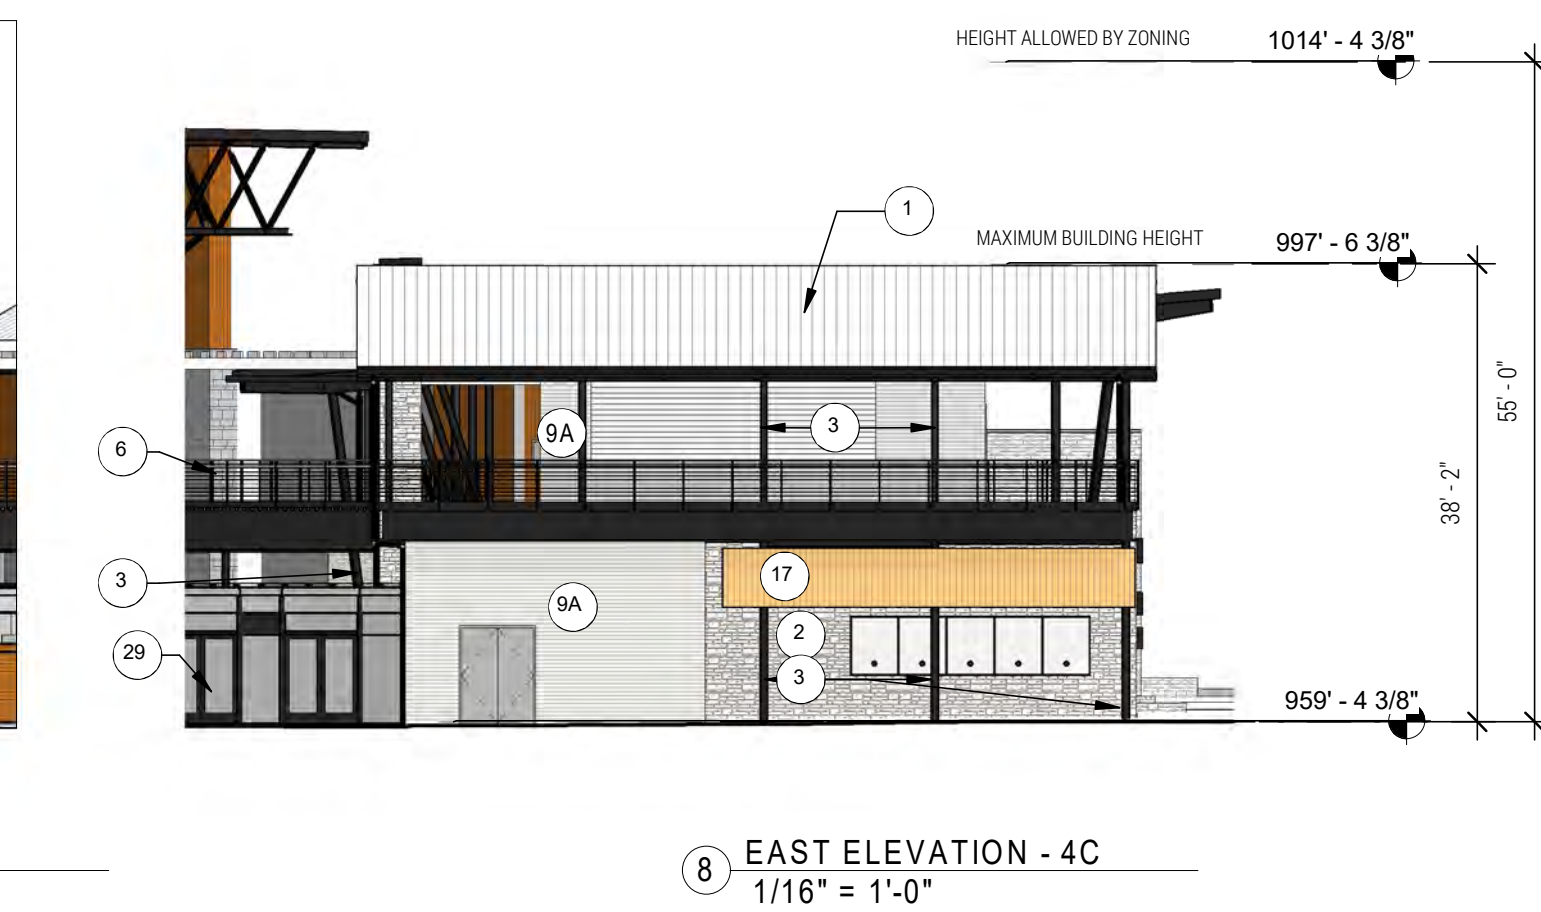 HEIGHT ALLOWED BY ZONING 1014' - 4 3/8"
1
MAXIMUM BUILDING HEIGHT 997' - 6 3/8"
55' - 0"
9A
3
6
38' - 2"
3
17
9A
2
29
3
959' - 4 3/8"
8 EAST ELEVATION - 4C
1/16" = 1'-0"